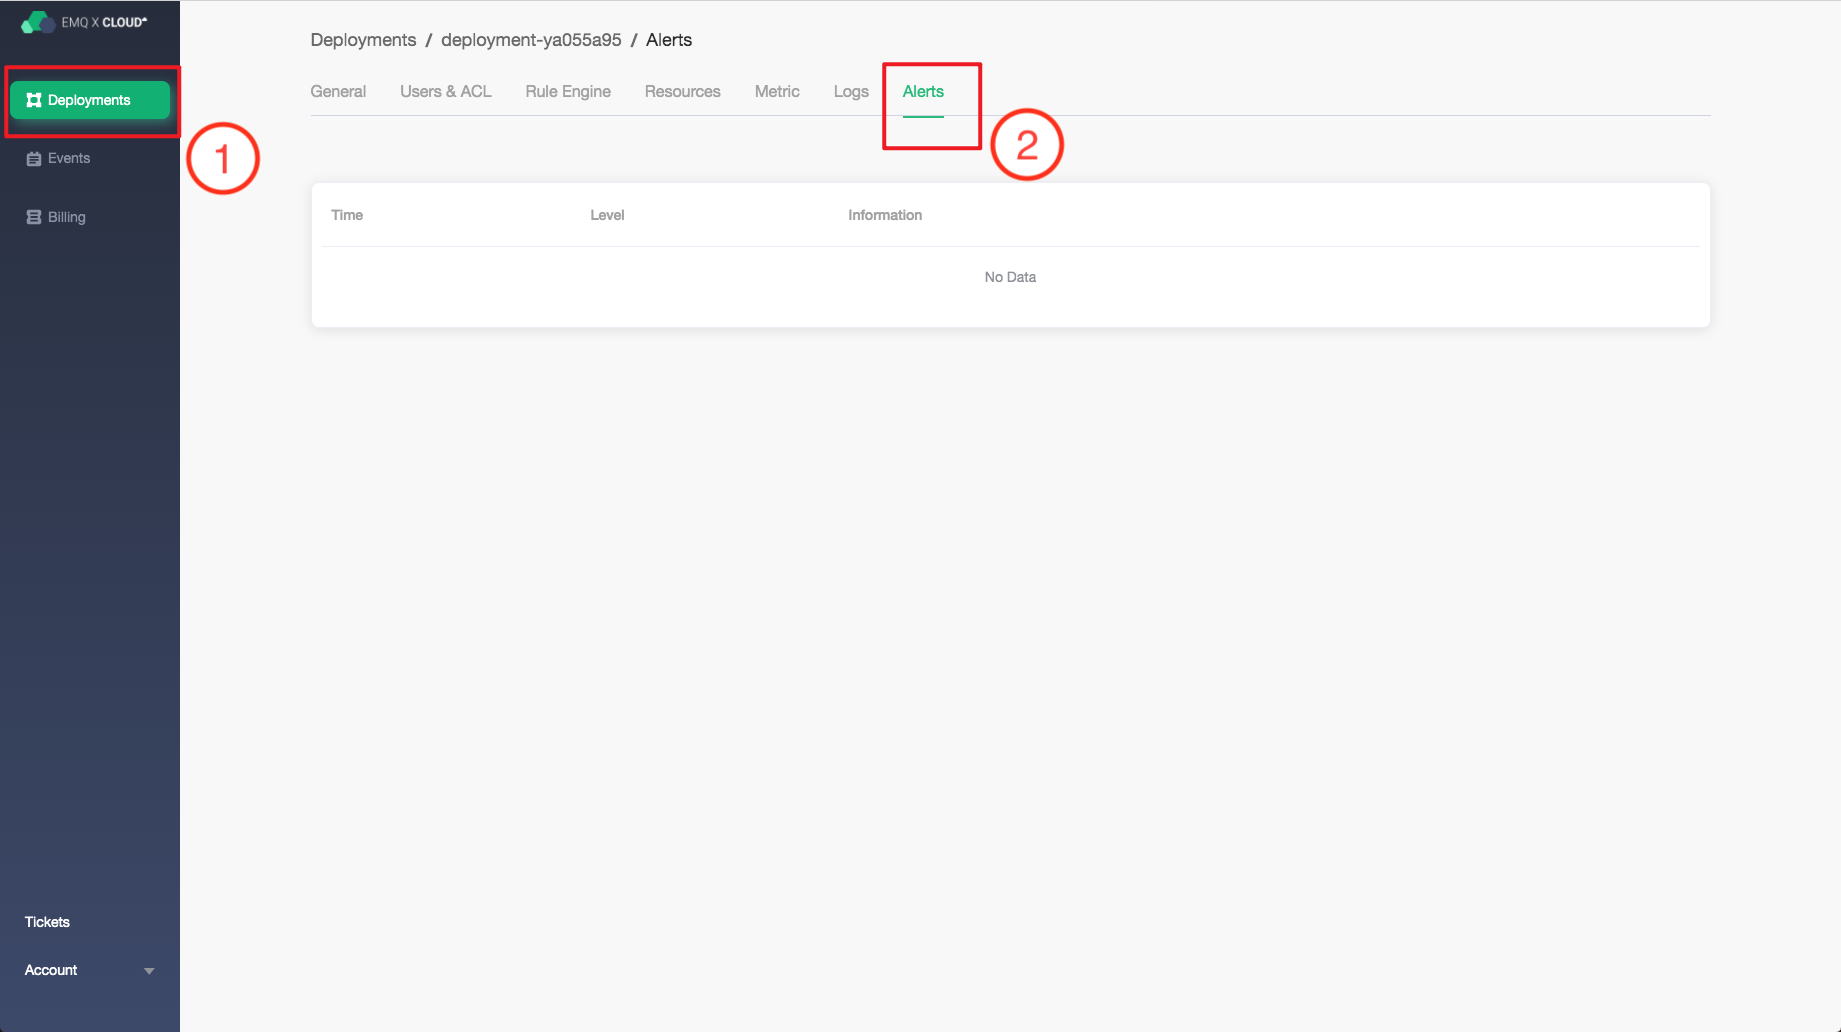 EMQ X CLOUD
Deployments
Events
Billing
Tickets
Account
1
Deployments / deployment-ya055a95 / Alerts
General Users & ACL Rule Engine Resources Metric Logs Alerts
2
Time Level Information
No Data